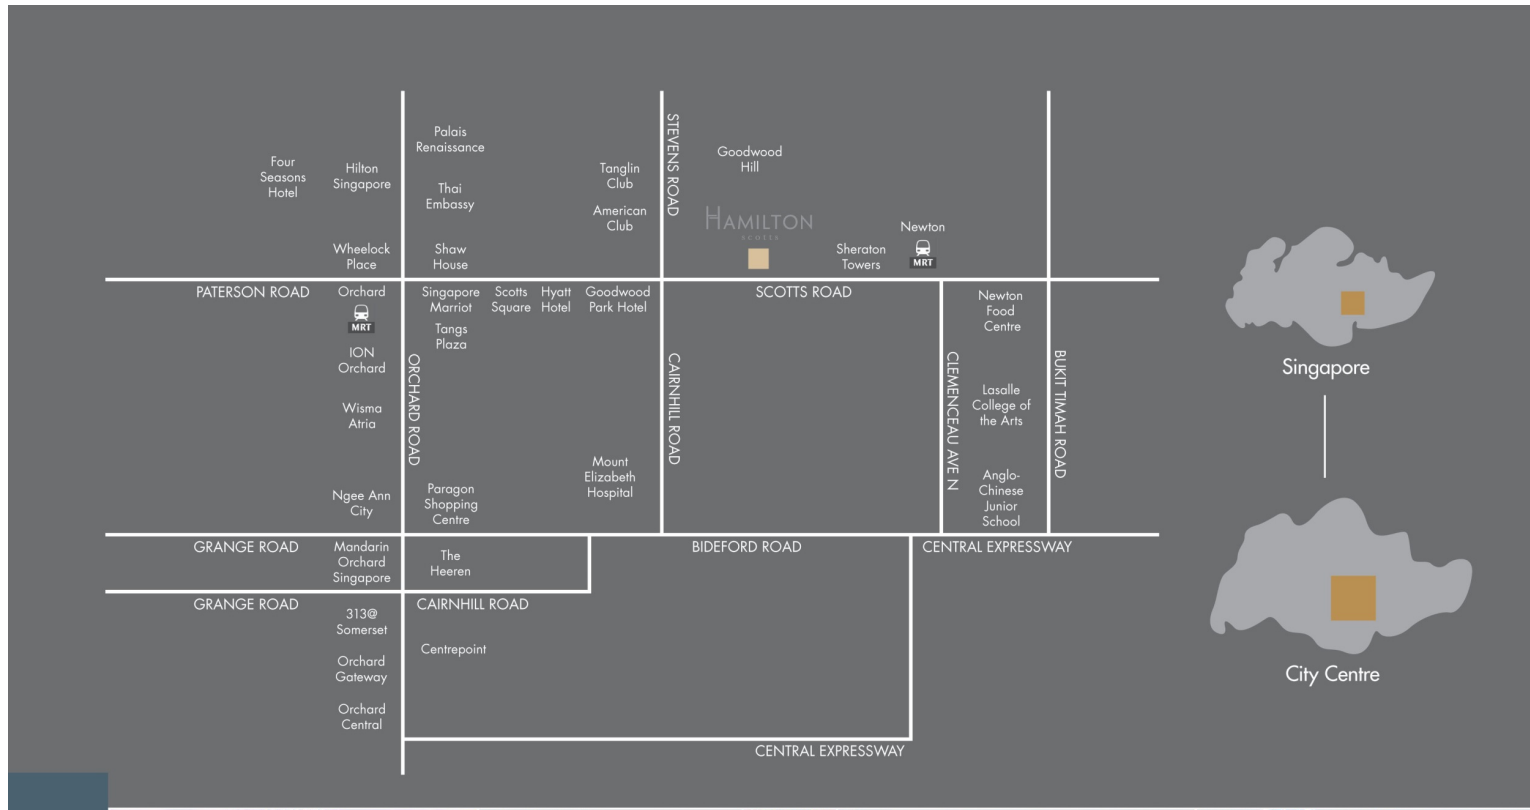 Palais
Renaissance
Four
Seasons
Hotel
Hilton
Singapore
Thai
Embassy
Tanglin
Club
American
Club
STEVENS ROAD
Goodwood
Hill
HAMILTON
SCOTTS
Newton
MRT
Sheraton
Towers
Wheelock
Place
Shaw
House
PATERSON ROAD
Orchard
MRT
Singapore
Marriot
Scotts
Square
Hyatt
Hotel
Goodwood
Park Hotel
SCOTTS ROAD
Newton
Food
Centre
Tangs
Plaza
ION
Orchard
Wisma
Atria
ORCHARD ROAD
CAIRNHILL ROAD
CLEMENCEAU AVE N
Lasalle
College of
the Arts
BUKIT TIMAH ROAD
Mount
Elizabeth
Hospital
Anglo-
Chinese
Junior
School
Ngee Ann
City
Paragon
Shopping
Centre
GRANGE ROAD
Mandarin
Orchard
Singapore
The
Heeren
BIDEFORD ROAD
CENTRAL EXPRESSWAY
GRANGE ROAD
CAIRNHILL ROAD
313@
Somerset
Centrepoint
Orchard
Gateway
Orchard
Central
CENTRAL EXPRESSWAY
Singapore
City Centre